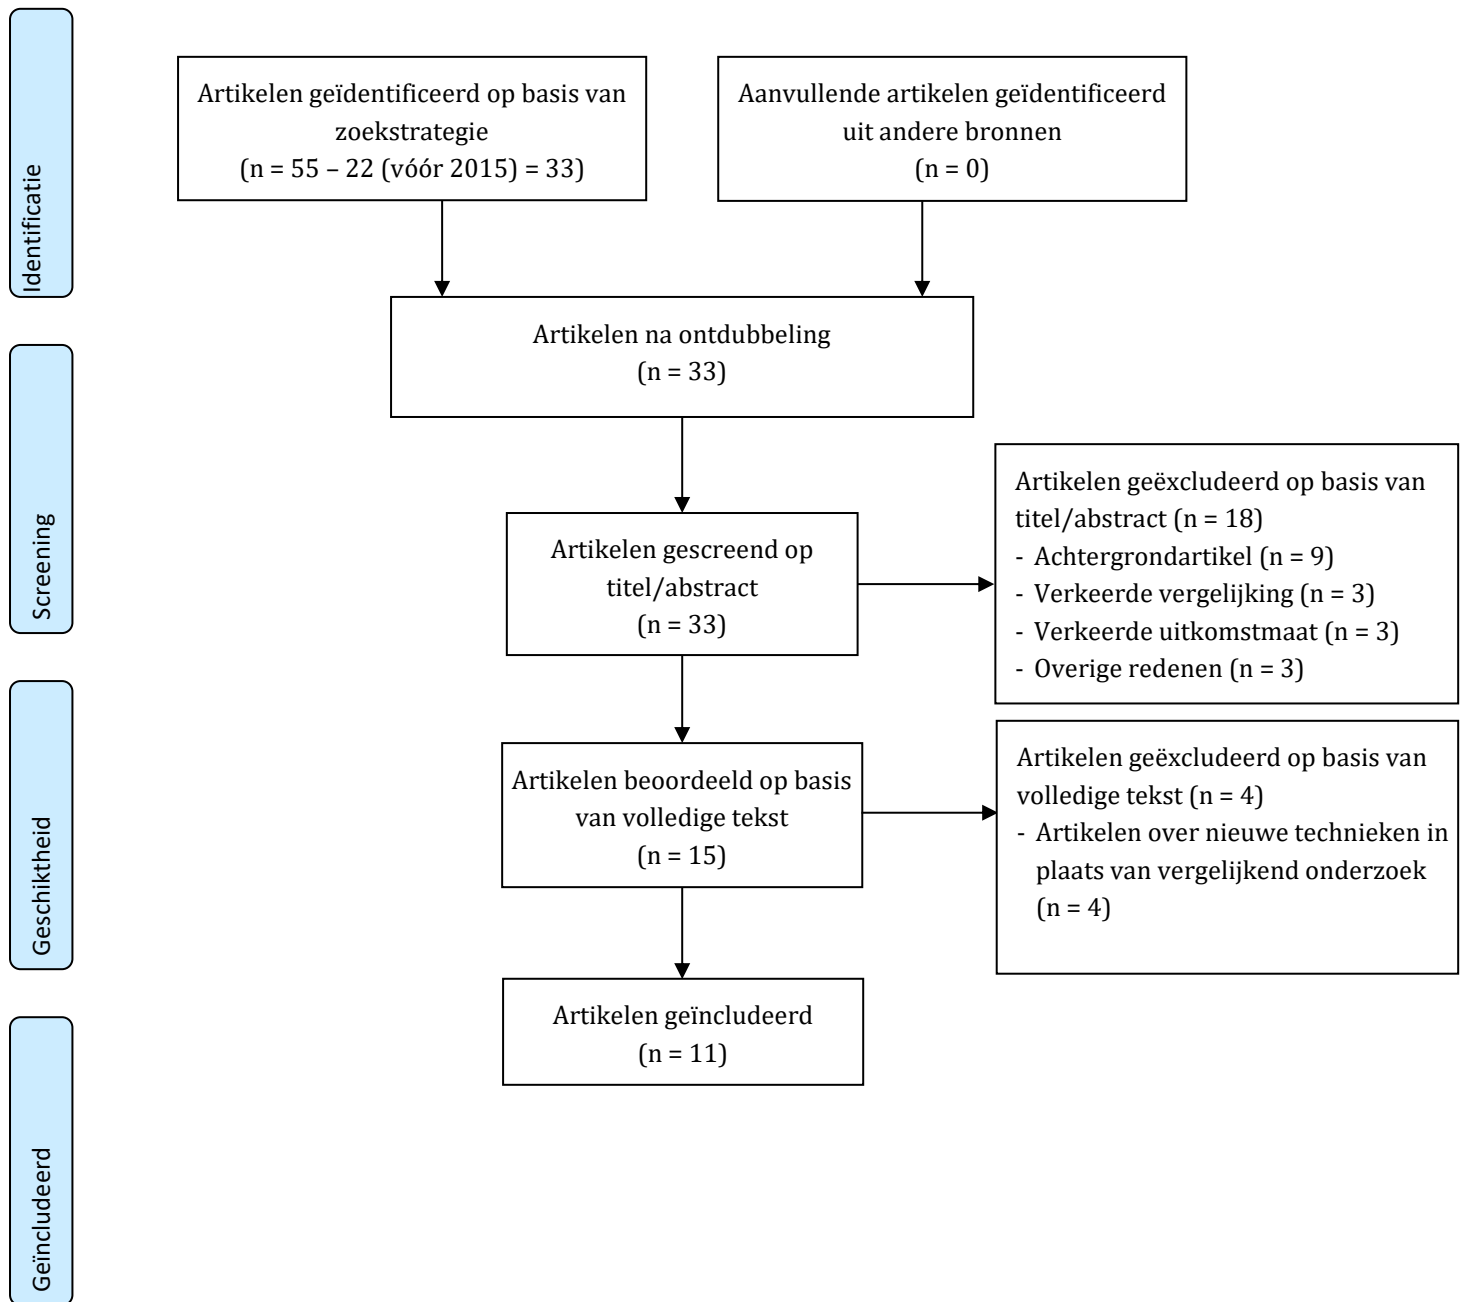 Identificatie
Artikelen geïdentificeerd op basis van
zoekstrategie
(n = 55 – 22 (vóór 2015) = 33)
Aanvullende artikelen geïdentificeerd
uit andere bronnen
(n = 0)
Artikelen na ontdubbeling
(n = 33)
Screening
Artikelen gescreend op
titel/abstract
(n = 33)
Artikelen geëxcludeerd op basis van
titel/abstract (n = 18)
- Achtergrondartikel (n = 9)
- Verkeerde vergelijking (n = 3)
- Verkeerde uitkomstmaat (n = 3)
- Overige redenen (n = 3)
Geschiktheid
Artikelen beoordeeld op basis
van volledige tekst
(n = 15)
Artikelen geëxcludeerd op basis van
volledige tekst (n = 4)
- Artikelen over nieuwe technieken in
plaats van vergelijkend onderzoek
(n = 4)
Artikelen geïncludeerd
(n = 11)
Geïncludeerd